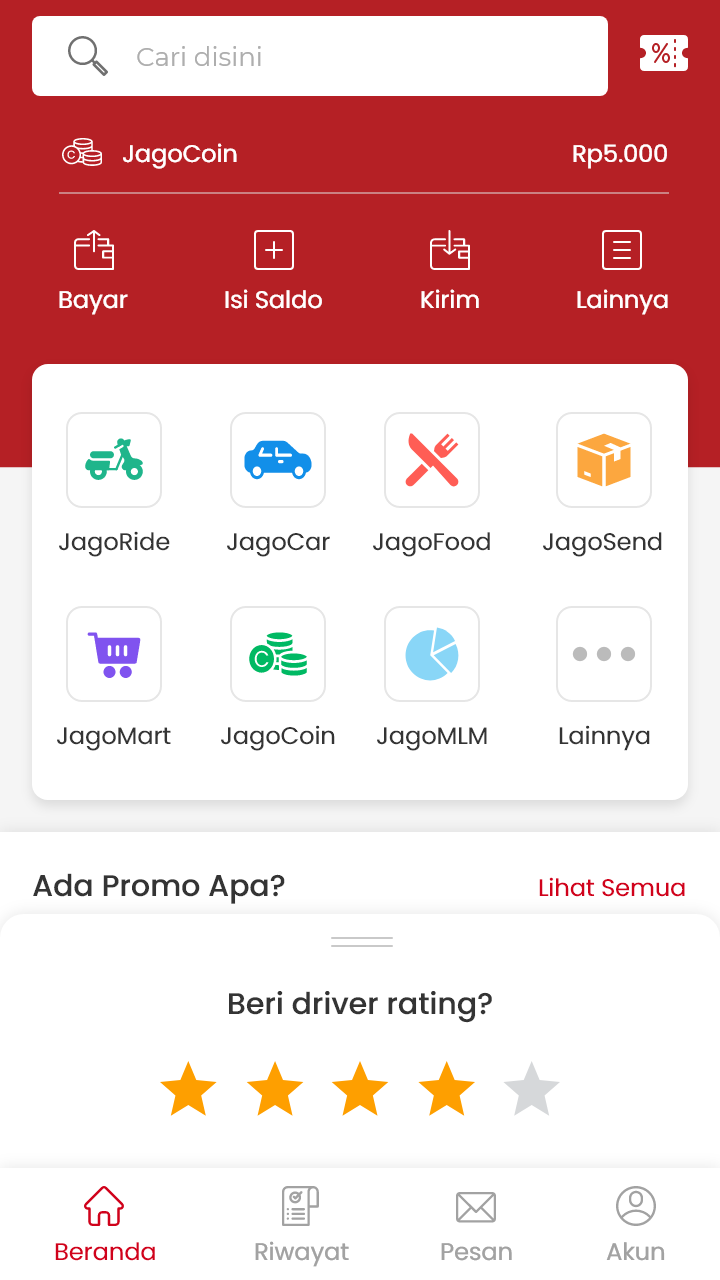 Cari disini
%
JagoCoin Rp5.000
Bayar Isi Saldo Kirim Lainnya
JagoRide JagoCar JagoFood JagoSend
C
JagoMart JagoCoin JagoMLM Lainnya
Ada Promo Apa? Lihat Semua
Beri driver rating?
Beranda Riwayat Pesan Akun